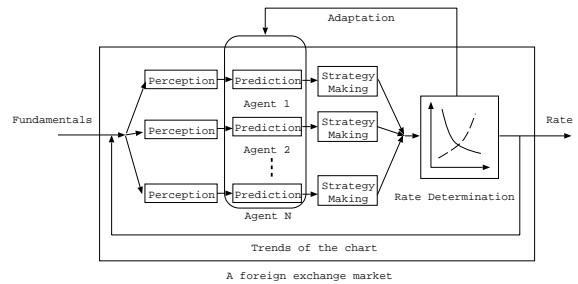 Adaptation
Perception
Prediction
Strategy
Making
Agent 1
Fundamentals
Perception
Prediction
Strategy
Making
Rate
Agent 2
Perception
Prediction
Strategy
Making
Rate Determination
Agent N
Trends of the chart
A foreign exchange market